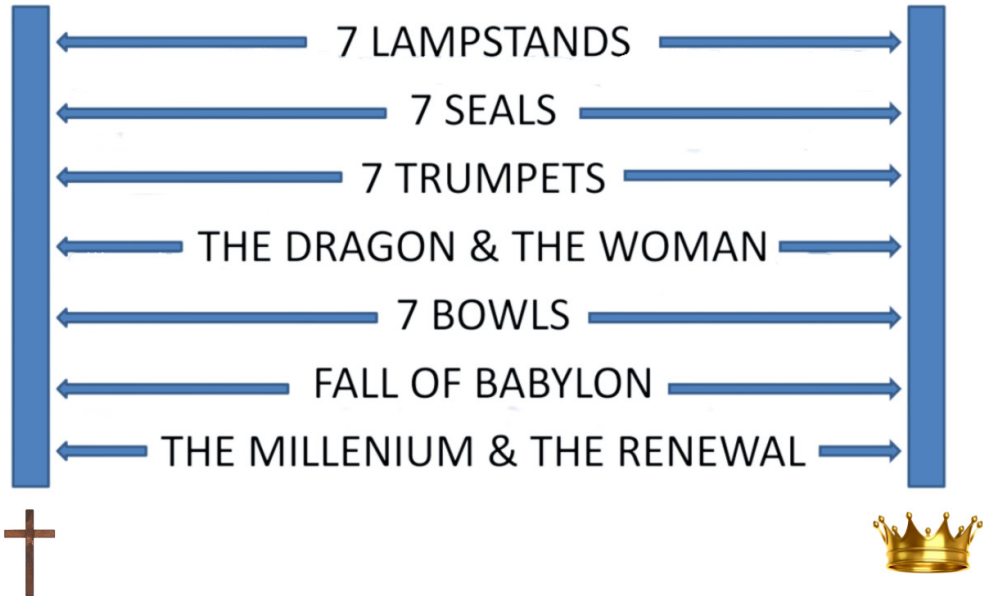 7 LAMPSTANDS
7 SEALS
7 TRUMPETS
THE DRAGON & THE WOMAN
7 BOWLS
FALL OF BABYLON
THE MILLENIUM & THE RENEWAL